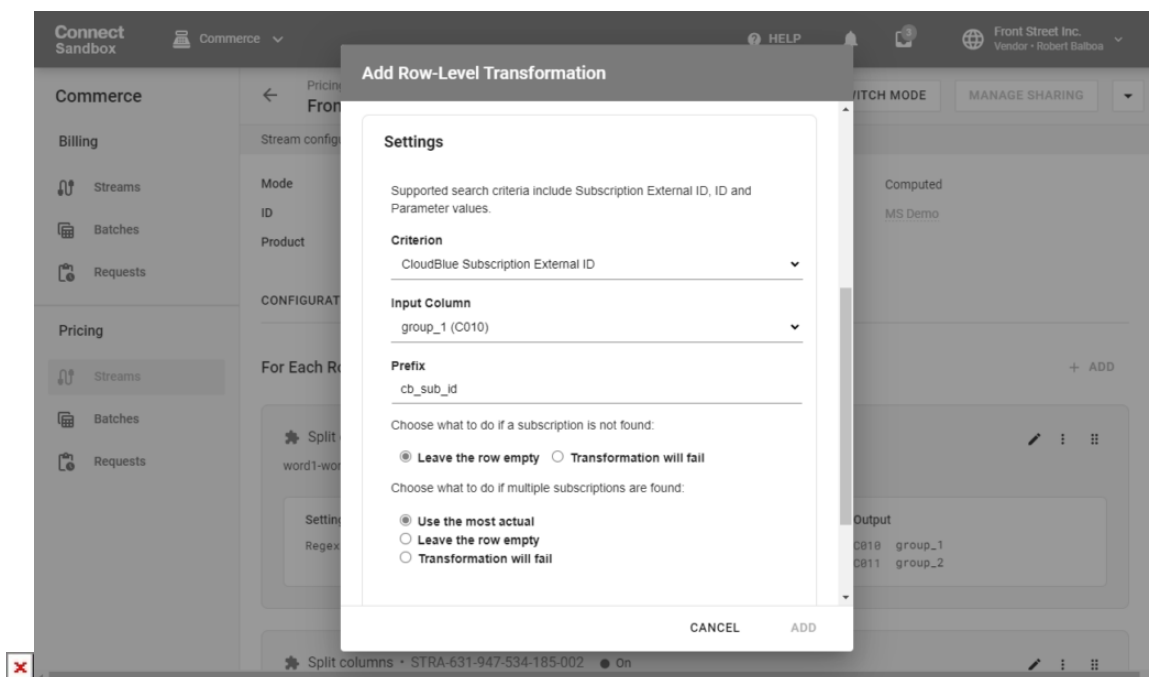 Connect
Sandbox
Commerce
HELP
3
Front Street Inc.
Vendor - Robert Balboa
Add Row-Level Transformation
Commerce
Billing
Streams
Batches
Requests
Pricing
Streams
Batches
Requests
Pricing
Fron
ITCH MODE
MANAGE SHARING
Stream config
Mode
ID
Product
Computed
MS Demo
CONFIGURAT
For Each Ro
+ ADD
Split
word1-wor
Setting
Regex
Output
C010 group_1
C011 group_2
Settings
Supported search criteria include Subscription External ID, ID and
Parameter values.
Criterion
CloudBlue Subscription External ID
Input Column
group_1 (C010)
Prefix
cb_sub_id
Choose what to do if a subscription is not found:
Leave the row empty Transformation will fail
Choose what to do if multiple subscriptions are found:
Use the most actual
Leave the row empty
Transformation will fail
CANCEL ADD
Split columns • STRA-631-947-534-185-002 On